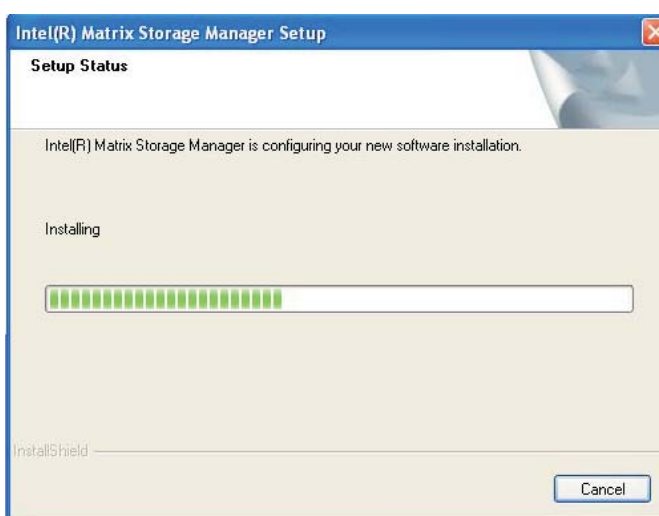 Intel(R) Matrix Storage Manager Setup
Setup Status
Intel(R) Matrix Storage Manager is configuring your new software installation.
Installing
InstallShield
Cancel